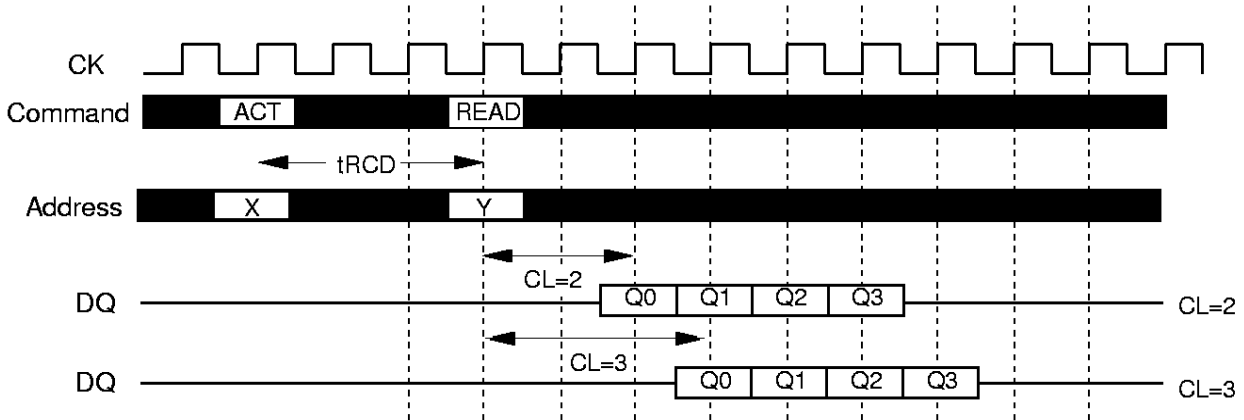 CK
Command ACT READ
tRCD
Address X Y
CL=2
DQ Q0 Q1 Q2 Q3 CL=2
CL=3
DQ Q0 Q1 Q2 Q3 CL=3